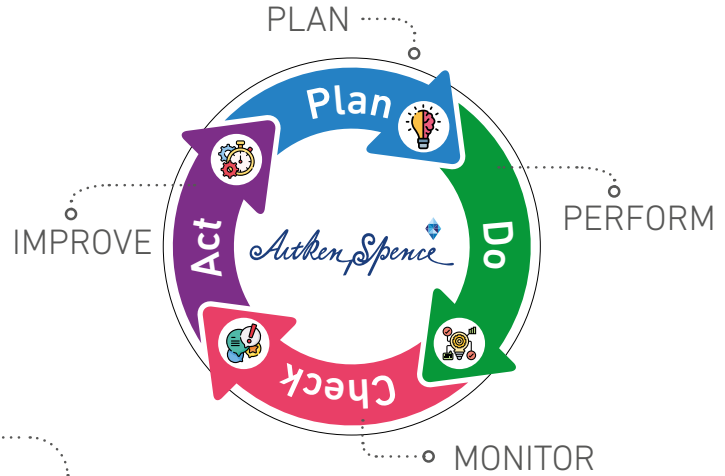 PLAN
Plan
Do
PERFORM
Act
IMPROVE
Aitken Spence
Check
MONITOR